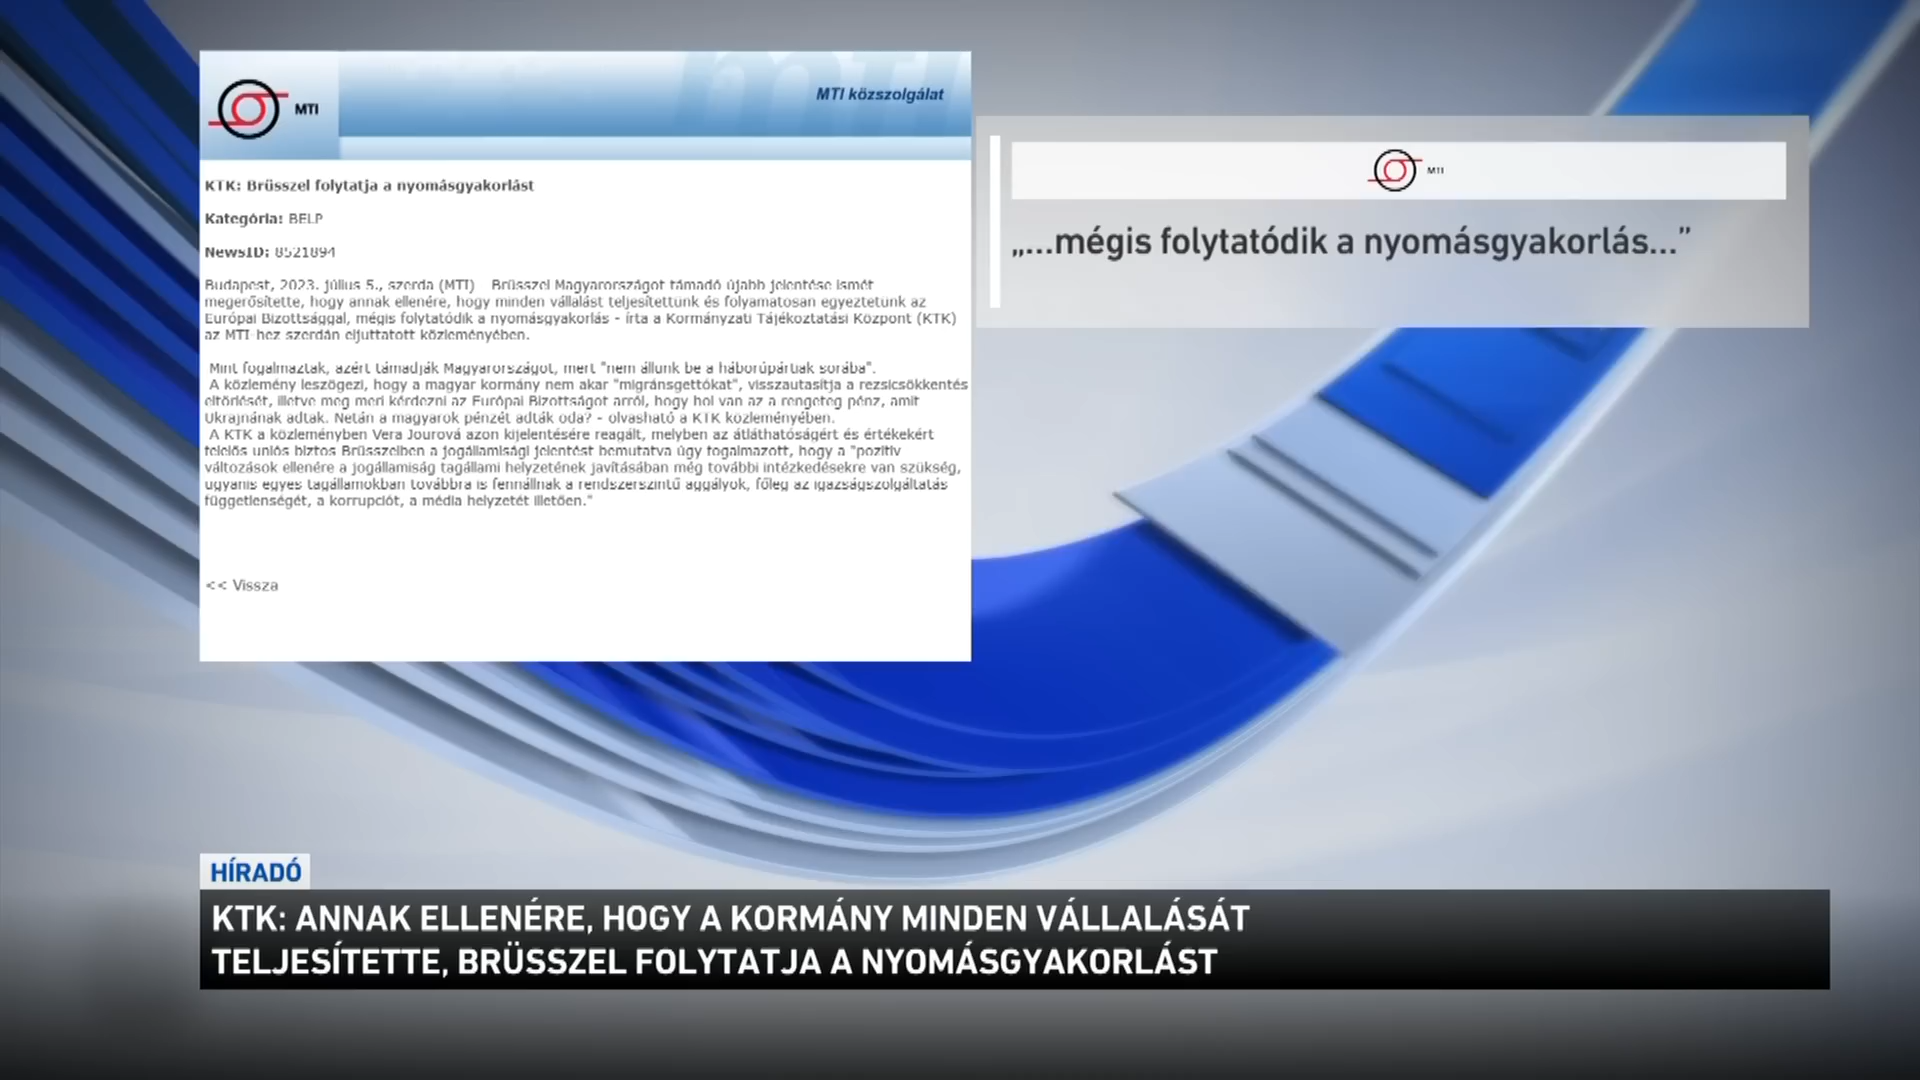 MTI
MTI közszolgálat
KTK: Brüsszel folytatja a nyomásgyakorlást
Kategória: BELP
NewsID: 8521894
Budapest, 2023. július 5., szerda (MTI) Brüsszel Magyarországot támadó újabb jelentése ismét
megerősítette, hogy annak ellenére, hogy minden vállalást teljesítettünk és folyamatosan egyeztetünk az
Európai Bizottsággal, mégis folytatódik a nyomásgyakorlás - írta a Kormányzati Tájékoztatási Központ (KTK)
az MTI hez szerdán eljuttatott közleményében.
Mint fogalmaztak, azért támadják Magyarországot, mert "nem állunk be a háborúpártiak sorába".
A közlemény leszögezi, hogy a magyar kormány nem akar "migránsgettókat", visszautasítja a rezsicsökkentés
eltörlését, illetve meg meri kérdezni az Európai Bizottságot arról, hogy hol van az a rengeteg pénz, amit
Ukrajnának adtak. Netán a magyarok pénzét adták oda? - olvasható a KTK közleményében.
A KTK a közleményben Vera Jourová azon kijelentésére reagált, melyben az átláthatóságért és értékekért
felelős uniós biztos Brüsszelben a jogállamisági jelentést bemutatva úgy fogalmazott, hogy a "pozitív
változások ellenére a jogállamiság tagállami helyzetének javításában még további intézkedésekre van szükség,
ugyanis egyes tagállamokban továbbra is fennállnak a rendszerszintű aggályok, főleg az igazságszolgáltatás
függetlenségét, a korrupciót, a média helyzetét illetően."
<< Vissza
MTI
„...mégis folytatódik a nyomásgyakorlás...”
HÍRADÓ
KTK: ANNAK ELLENÉRE, HOGY A KORMÁNY MINDEN VÁLLALÁSÁT
TELJESÍTETTE, BRÜSSZEL FOLYTATJA A NYOMÁSGYAKORLÁST